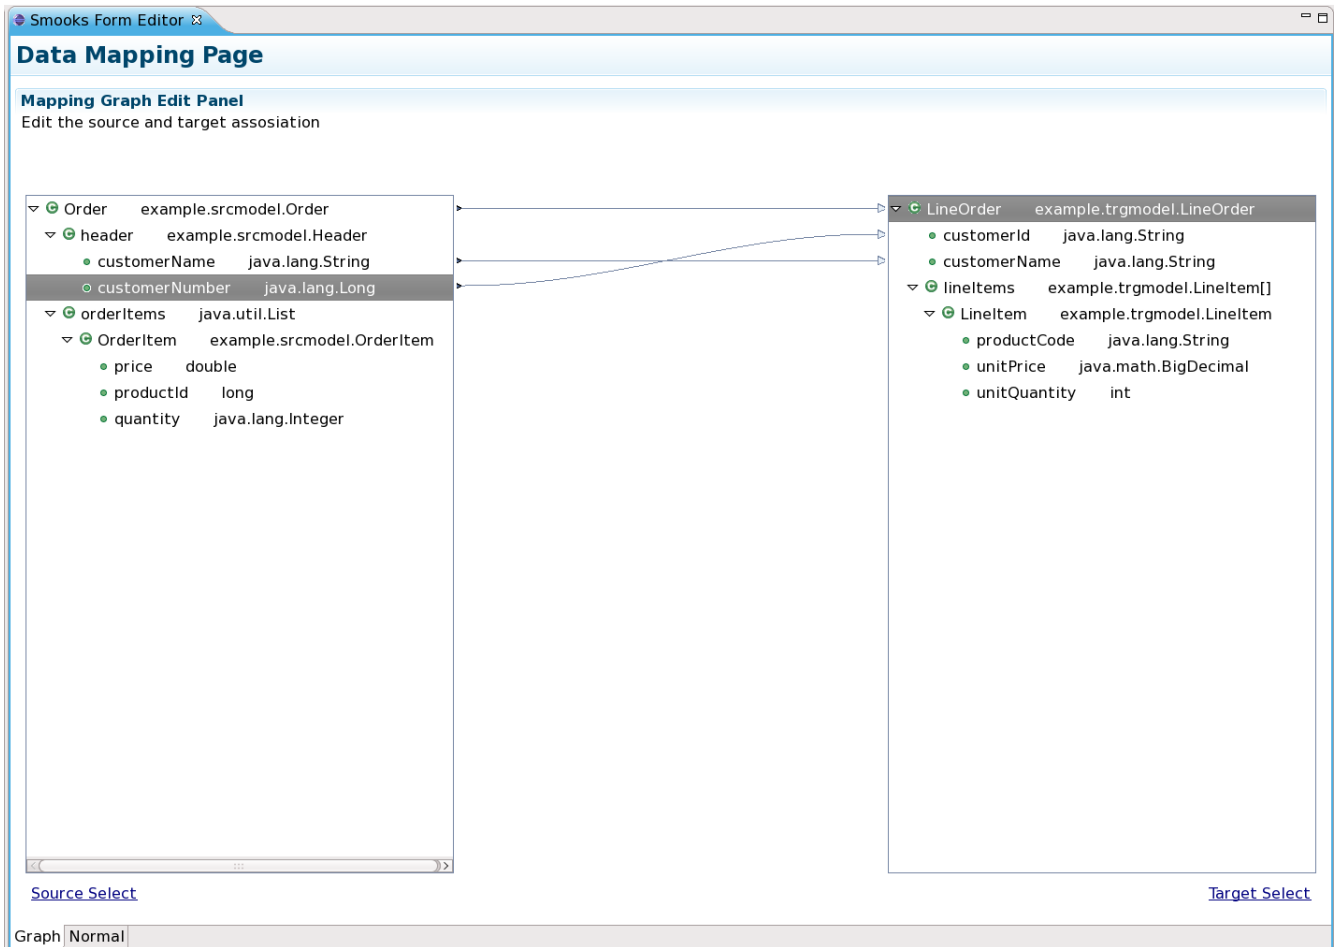 Smooks Form Editor
Data Mapping Page
Mapping Graph Edit Panel
Edit the source and target assosiation
Order example.srcmodel.Order
header example.srcmodel.Header
customerName java.lang.String
customerNumber java.lang.Long
orderItems java.util.List
OrderItem example.srcmodel.OrderItem
price double
productId long
quantity java.lang.Integer
LineOrder example.trgmodel.LineOrder
customerId java.lang.String
customerName java.lang.String
lineItems example.trgmodel.LineItem[]
LineItem example.trgmodel.LineItem
productCode java.lang.String
unitPrice java.math.BigDecimal
unitQuantity int
Source Select
Target Select
Graph Normal